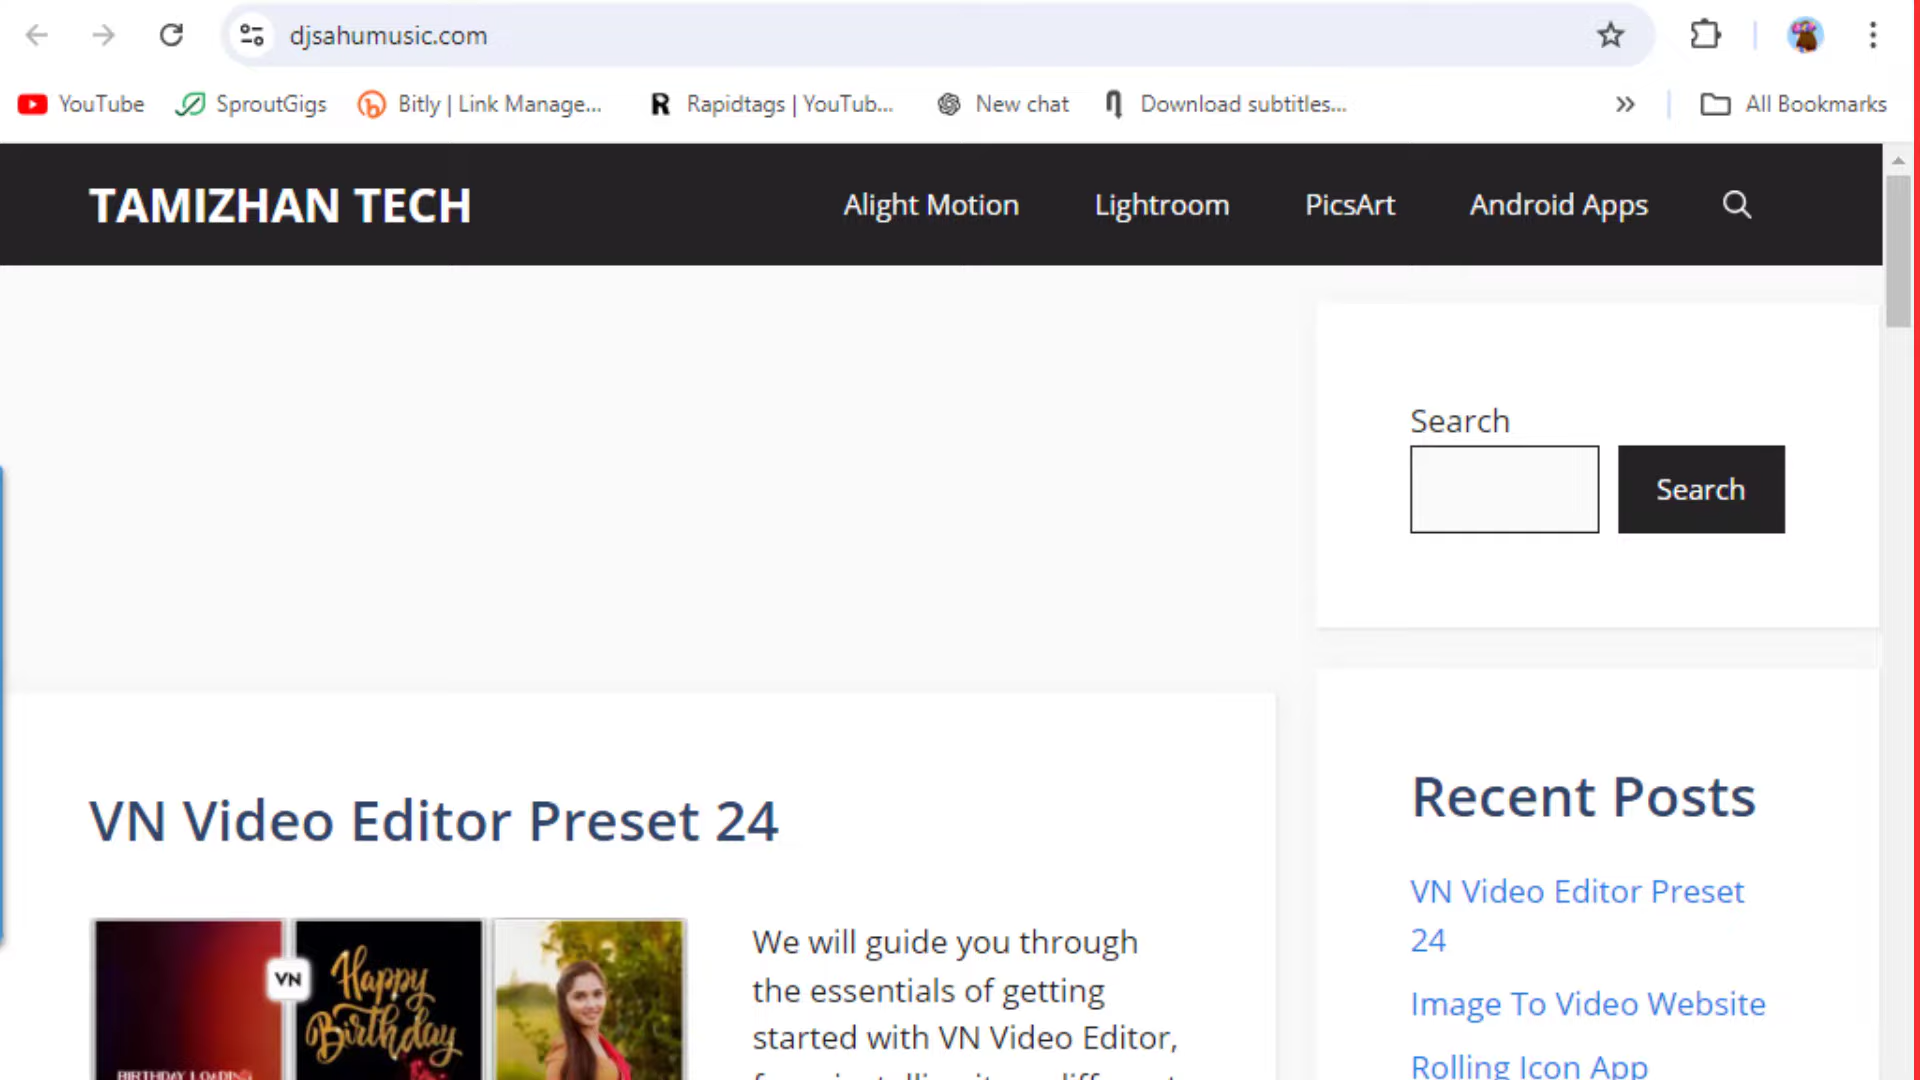 djsahumusic.com
YouTube SproutGigs Bitly | Link Manage... Rapidtags | YouTub... New chat Download subtitles... » All Bookmarks
TAMIZHAN TECH Alight Motion Lightroom PicsArt Android Apps
Search
Search
VN Video Editor Preset 24
VN
Happy
Birthday
BIRTHDAY LOADING
We will guide you through
the essentials of getting
started with VN Video Editor,
Recent Posts
VN Video Editor Preset
24
Image To Video Website
Rolling Icon App